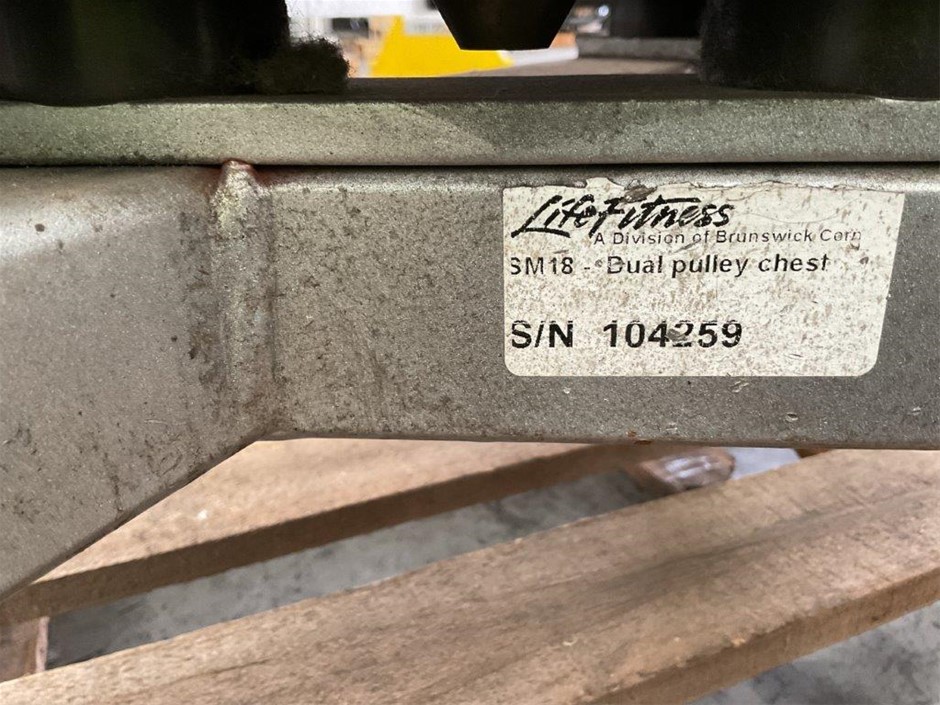 LifeFitness
A Division of Brunswick Corp
SM18 - Dual pulley chest
S/N 104259